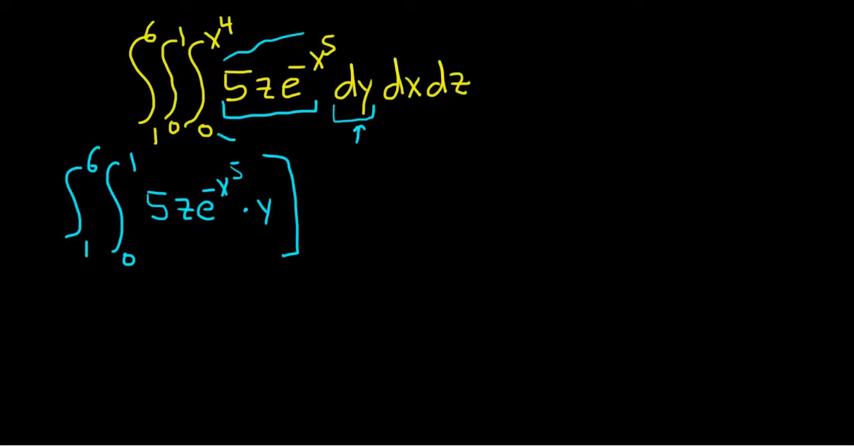 ∫₁⁶ ∫₀¹ ∫₀^{x⁴} 5ze^{-x⁵} dy dx dz
∫₁⁶ ∫₀¹ 5ze^{-x⁵} · y ]